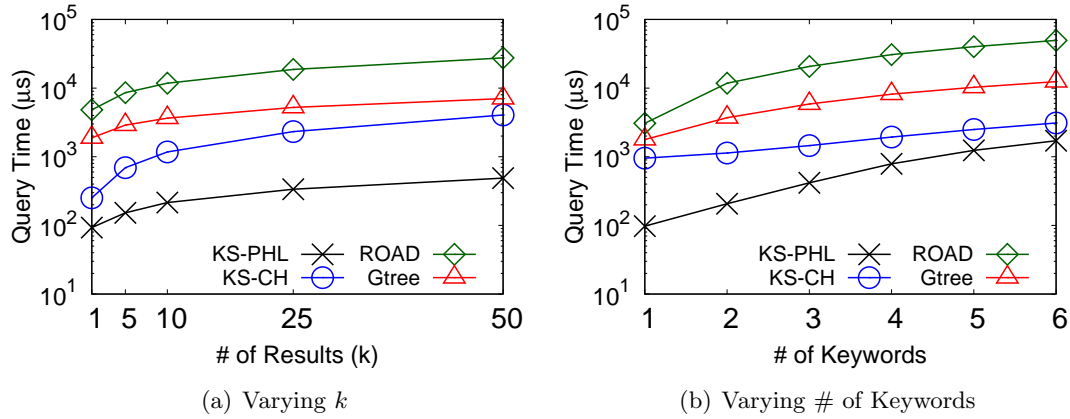 10^5
10^4
10^3
10^2
10^1
Query Time (µs)
KS-PHL
KS-CH
ROAD
Gtree
1 5 10 25 50
# of Results (k)
(a) Varying k
10^5
10^4
10^3
10^2
10^1
Query Time (µs)
KS-PHL
KS-CH
ROAD
Gtree
1 2 3 4 5 6
# of Keywords
(b) Varying # of Keywords